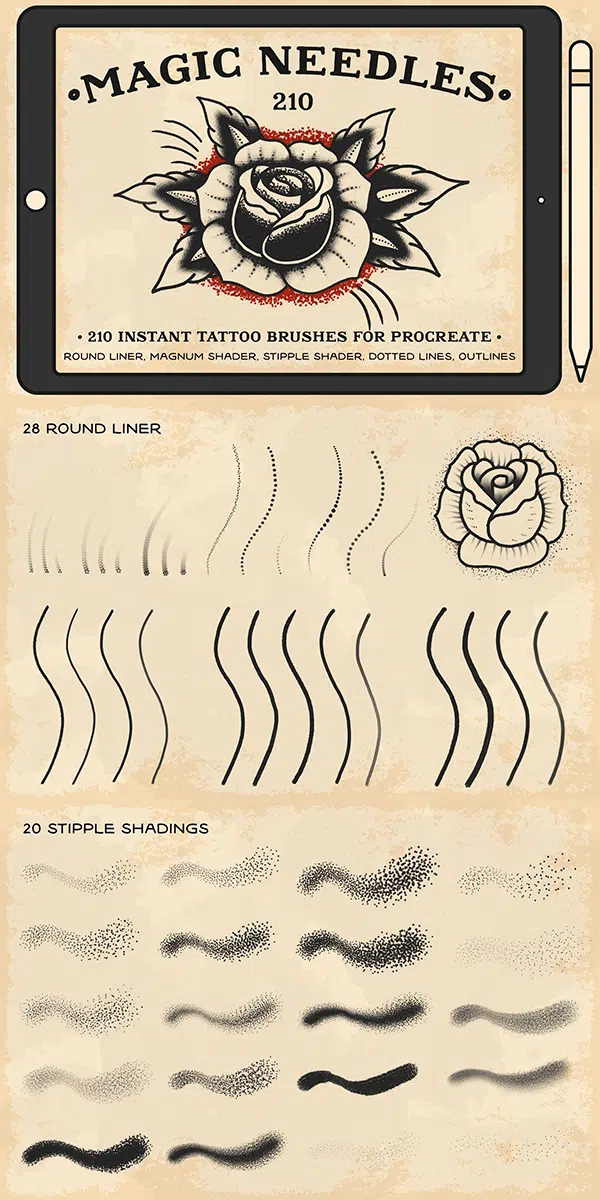 •MAGIC NEEDLES•
210
• 210 INSTANT TATTOO BRUSHES FOR PROCREATE •
ROUND LINER, MAGNUM SHADER, STIPPLE SHADER, DOTTED LINES, OUTLINES
28 ROUND LINER
20 STIPPLE SHADINGS